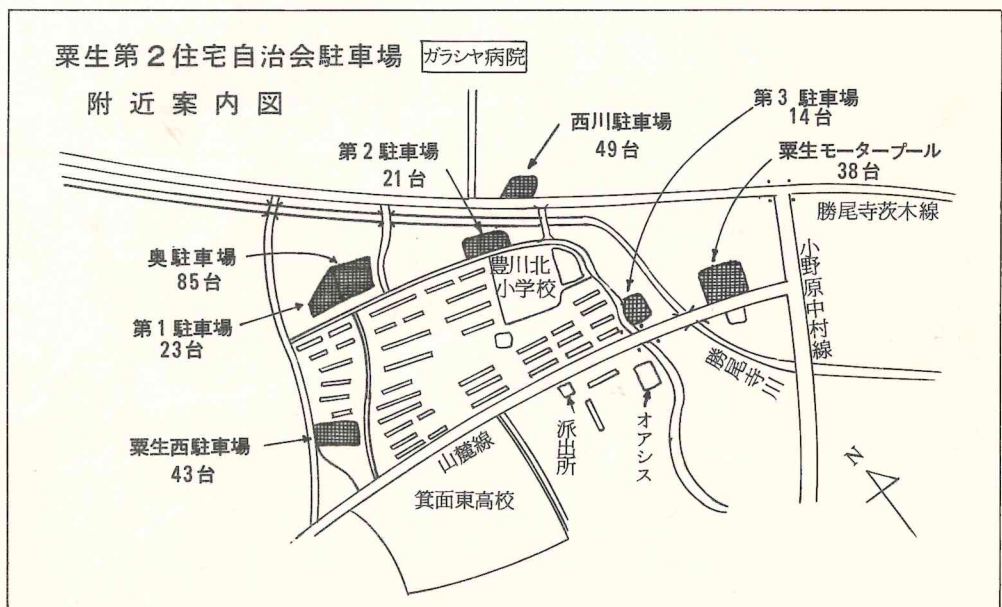 粟生第2住宅自治会駐車場
ガラシヤ病院
附近案内図
第3駐車場
14台
西川駐車場
49台
第2駐車場
21台
粟生モータープール
38台
勝尾寺茨木線
奥駐車場
85台
豊川北
小学校
小野原中村線
第1駐車場
23台
勝尾寺川
粟生西駐車場
43台
山麓線
派出所
オアシス
箕面東高校
N